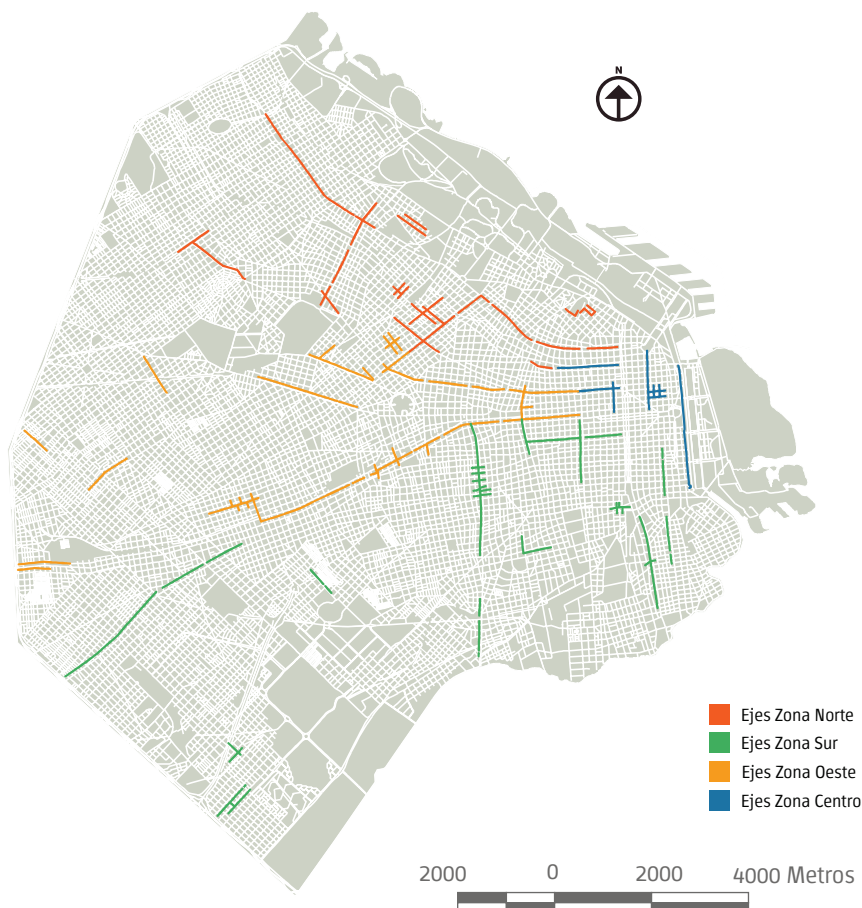 N
Ejes Zona Norte
Ejes Zona Sur
Ejes Zona Oeste
Ejes Zona Centro
2000 0 2000 4000 Metros